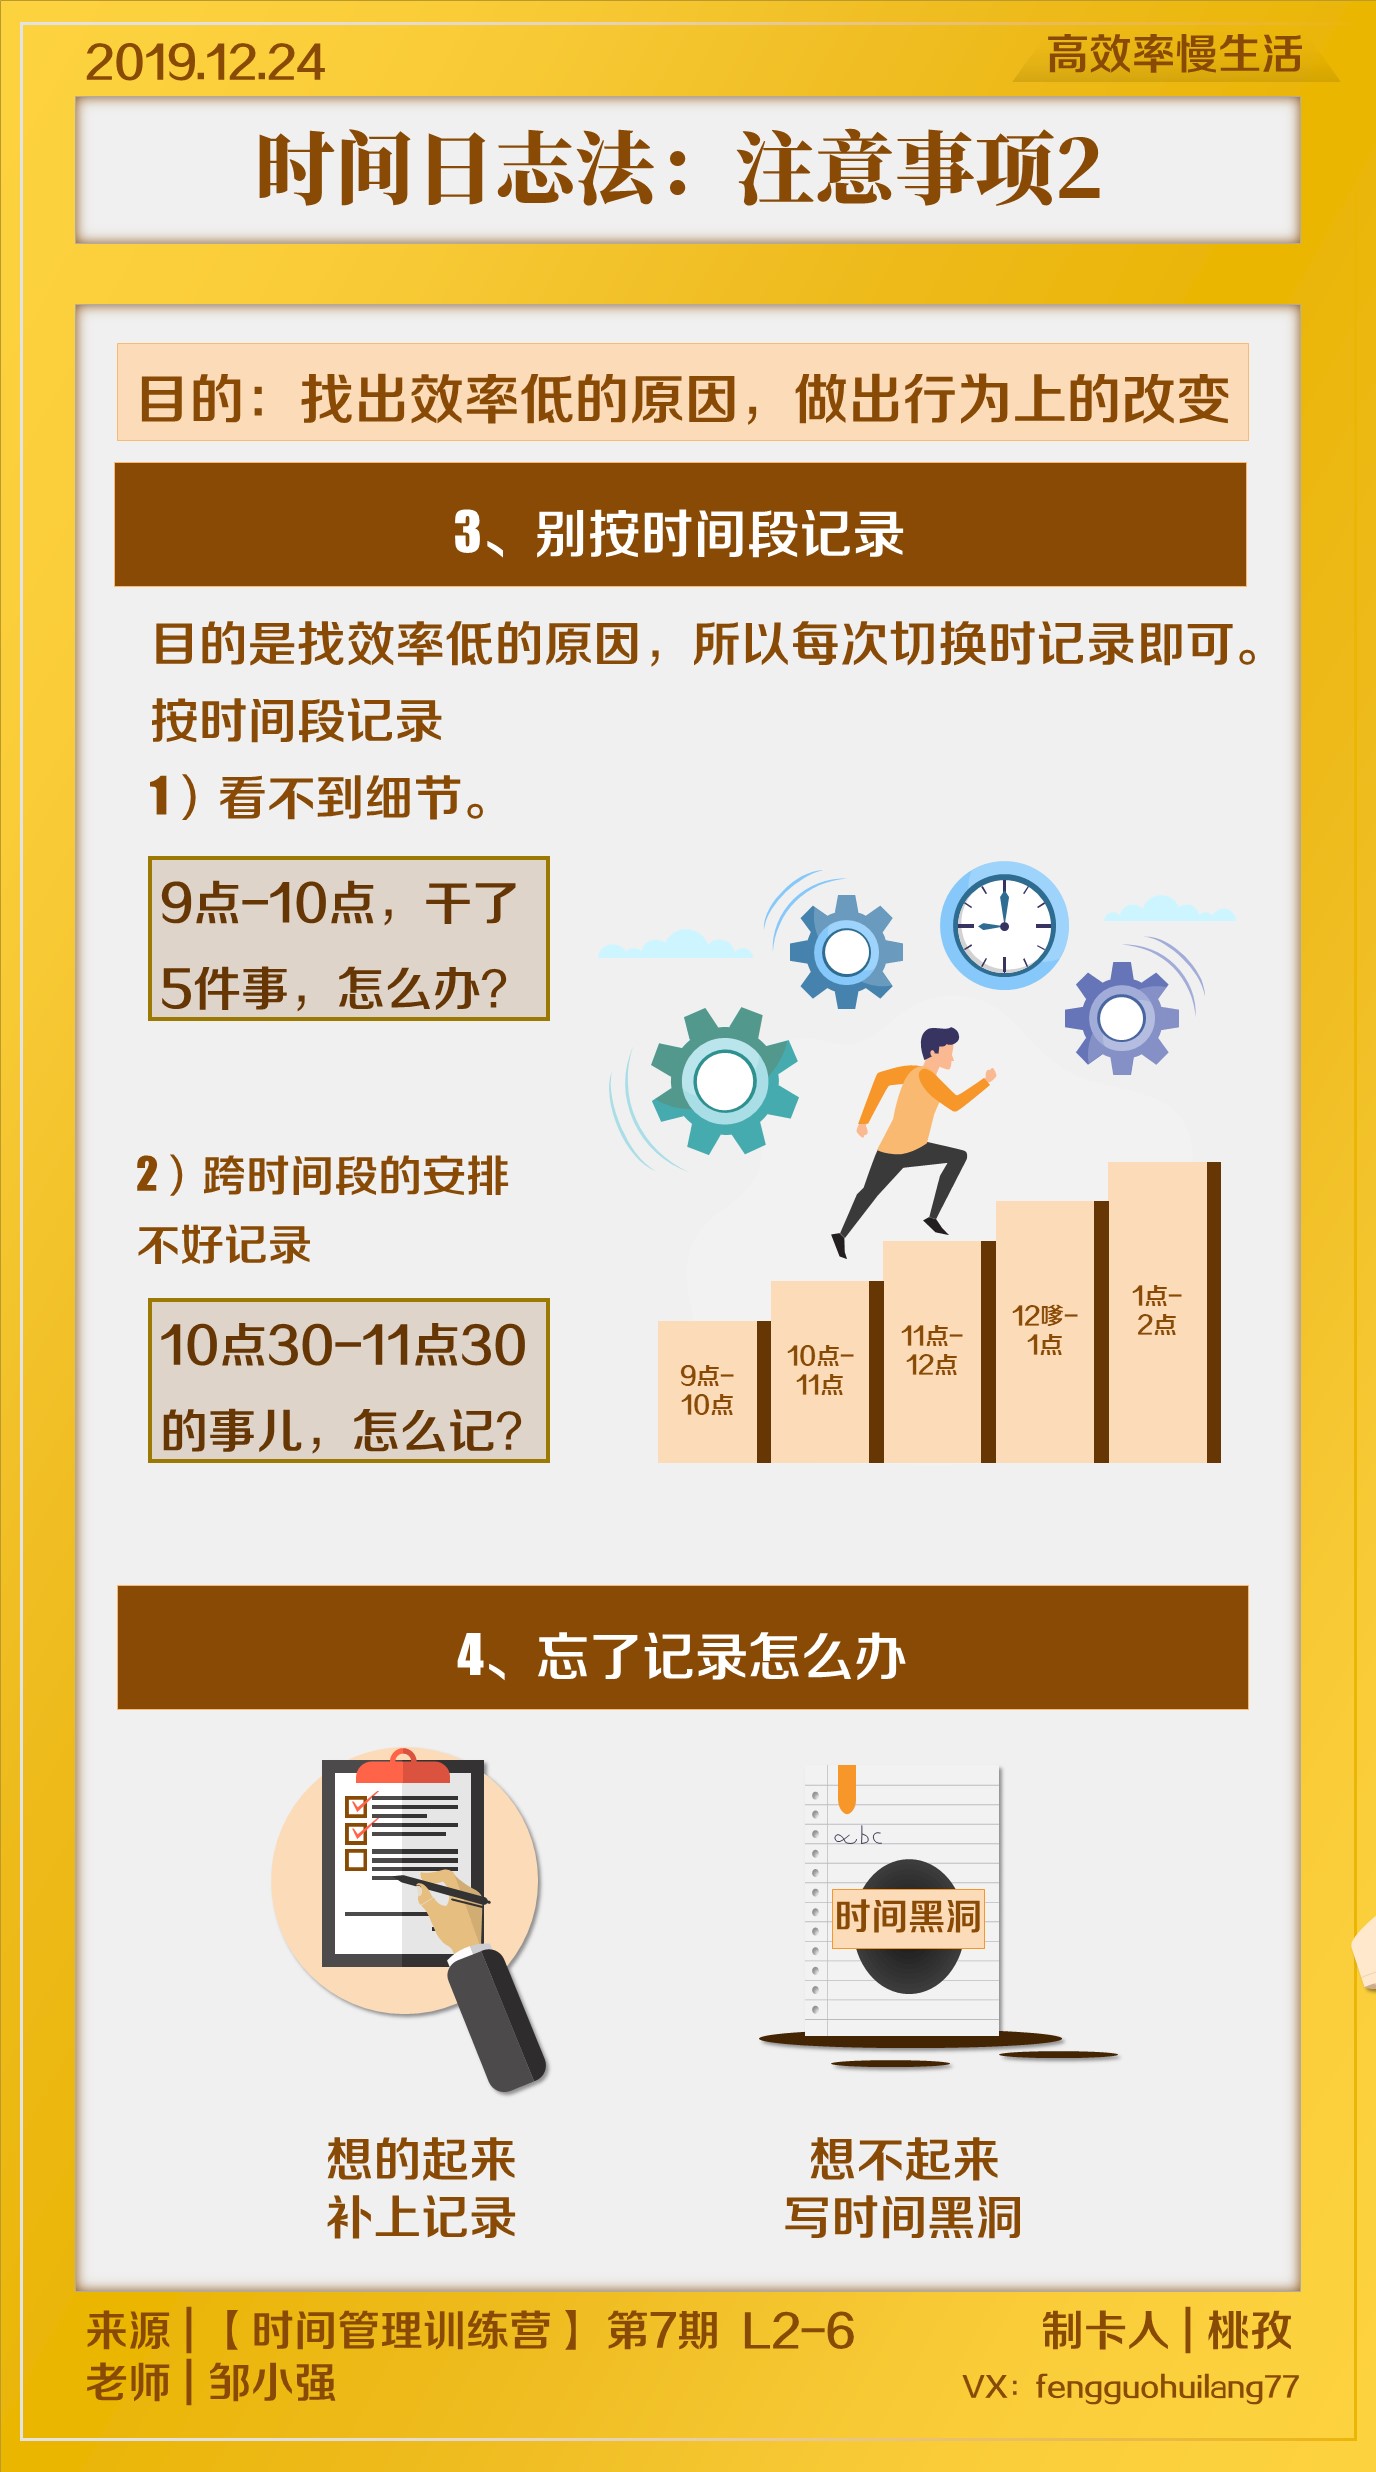 2019.12.24
高效率慢生活
时间日志法：注意事项2
目的：找出效率低的原因，做出行为上的改变
3、别按时间段记录
目的是找效率低的原因，所以每次切换时记录即可。
按时间段记录
1）看不到细节。
9点-10点，干了
5件事，怎么办？
2）跨时间段的安排
不好记录
10点30-11点30
的事儿，怎么记？
9点-
10点
10点-
11点
11点-
12点
12嗲-
1点
1点-
2点
4、忘了记录怎么办
abc
时间黑洞
想的起来
补上记录
想不起来
写时间黑洞
来源|【时间管理训练营】第7期 L2-6
老师|邹小强
制卡人|桃孜
VX：fengguohuilang77